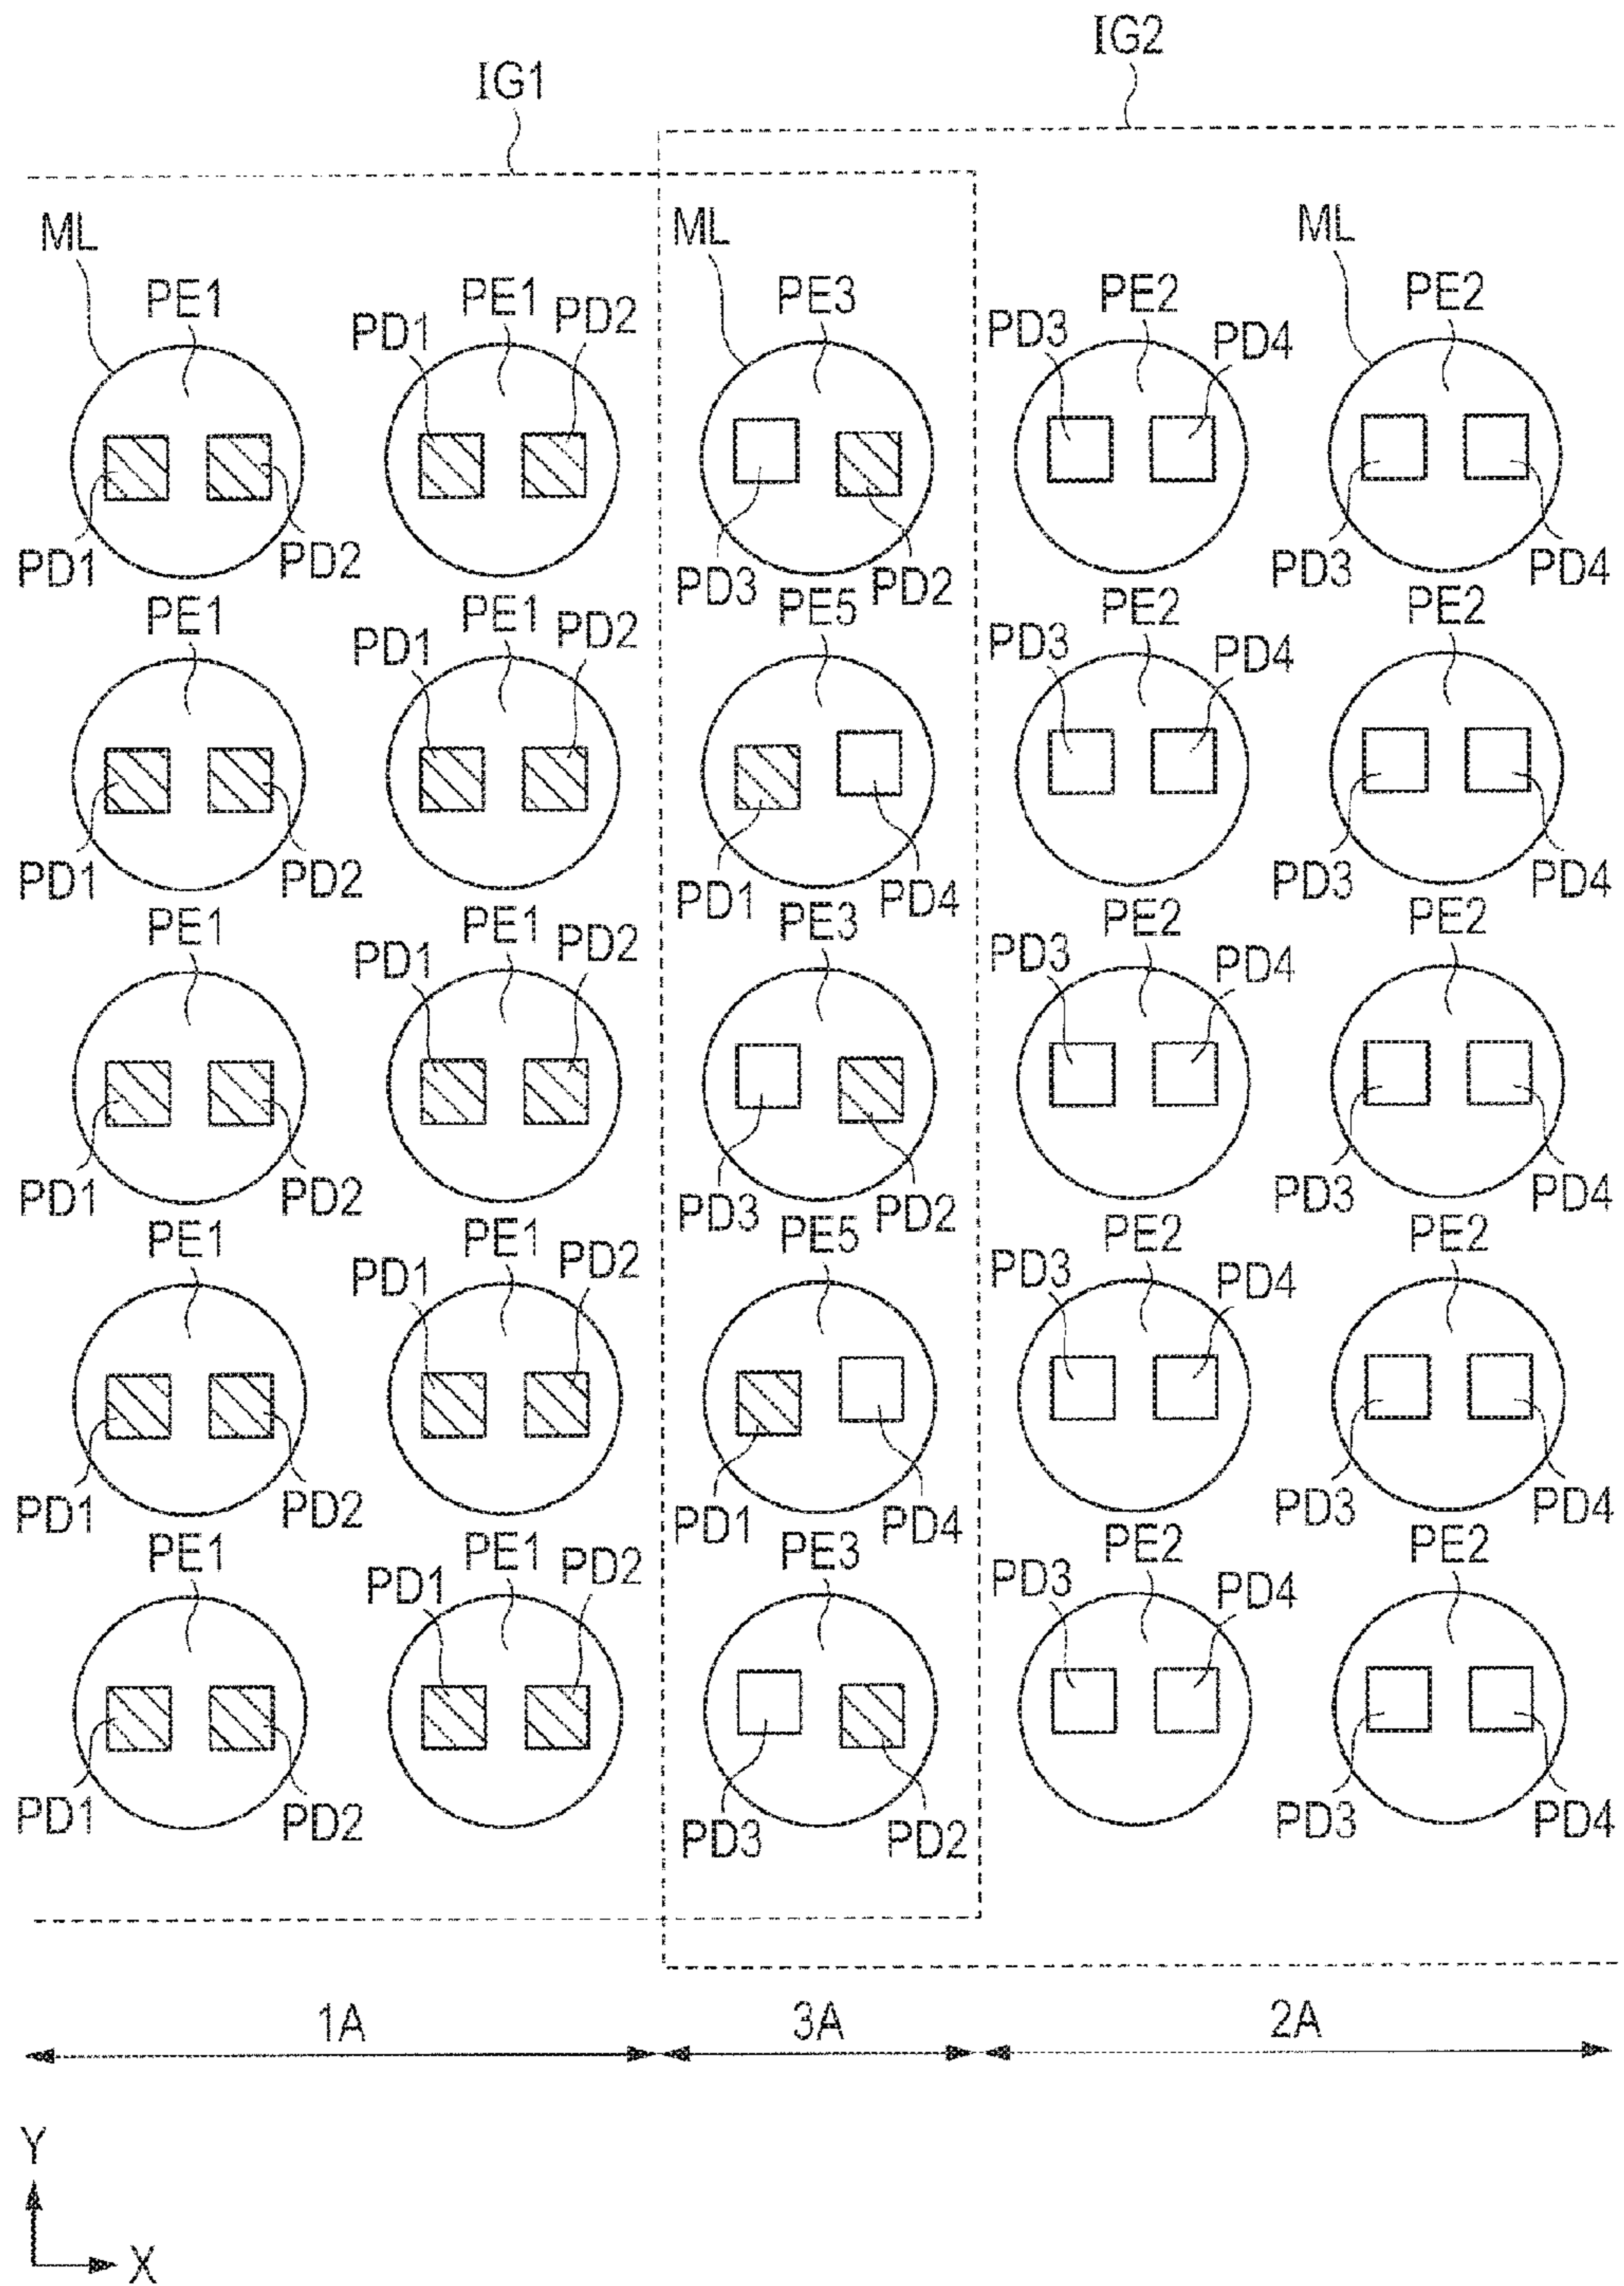 IG2
IG1
ML ML ML
PE1 PE1 PD2 PE3 PE2 PE2
PD1 PD3 PD4
PD1 PD2 PD3 PD2 PD3 PD4
PE1 PE1 PD2 PE5 PE2 PE2
PD1 PD3 PD4
PD1 PD2 PD1 PD4 PD3 PD4
PE1 PE1 PD2 PE3 PE2 PE2
PD1 PD3 PD4
PD1 PD2 PD3 PD2 PD3 PD4
PE1 PE1 PD2 PE5 PE2 PE2
PD1 PD3 PD4
PD1 PD2 PD1 PD4 PD3 PD4
PE1 PE1 PD2 PE3 PE2 PE2
PD1 PD3 PD4
PD1 PD2 PD3 PD2 PD3 PD4
1A 3A 2A
Y
X